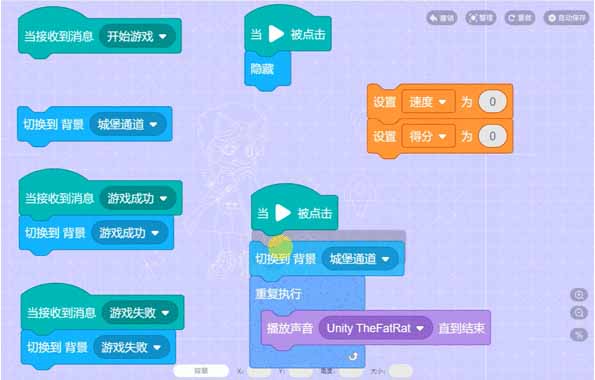 当接收到消息 开始游戏
切换到 背景 城堡通道
当接收到消息 游戏成功
切换到 背景 游戏成功
当接收到消息 游戏失败
切换到 背景 游戏失败
当 被点击
隐藏
当 被点击
切换到 背景 城堡通道
重复执行
播放声音 Unity TheFatRat 直到结束
设置 速度 为 0
设置 得分 为 0
撤销 整理 重做 自动保存
背景 X: Y: 角度: 大小: